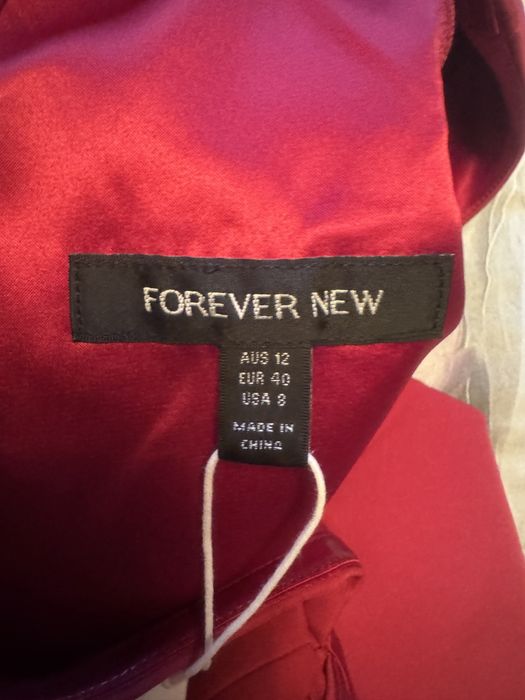 FOREVER NEW
AUS 12
EUR 40
USA 8
MADE IN
CHINA